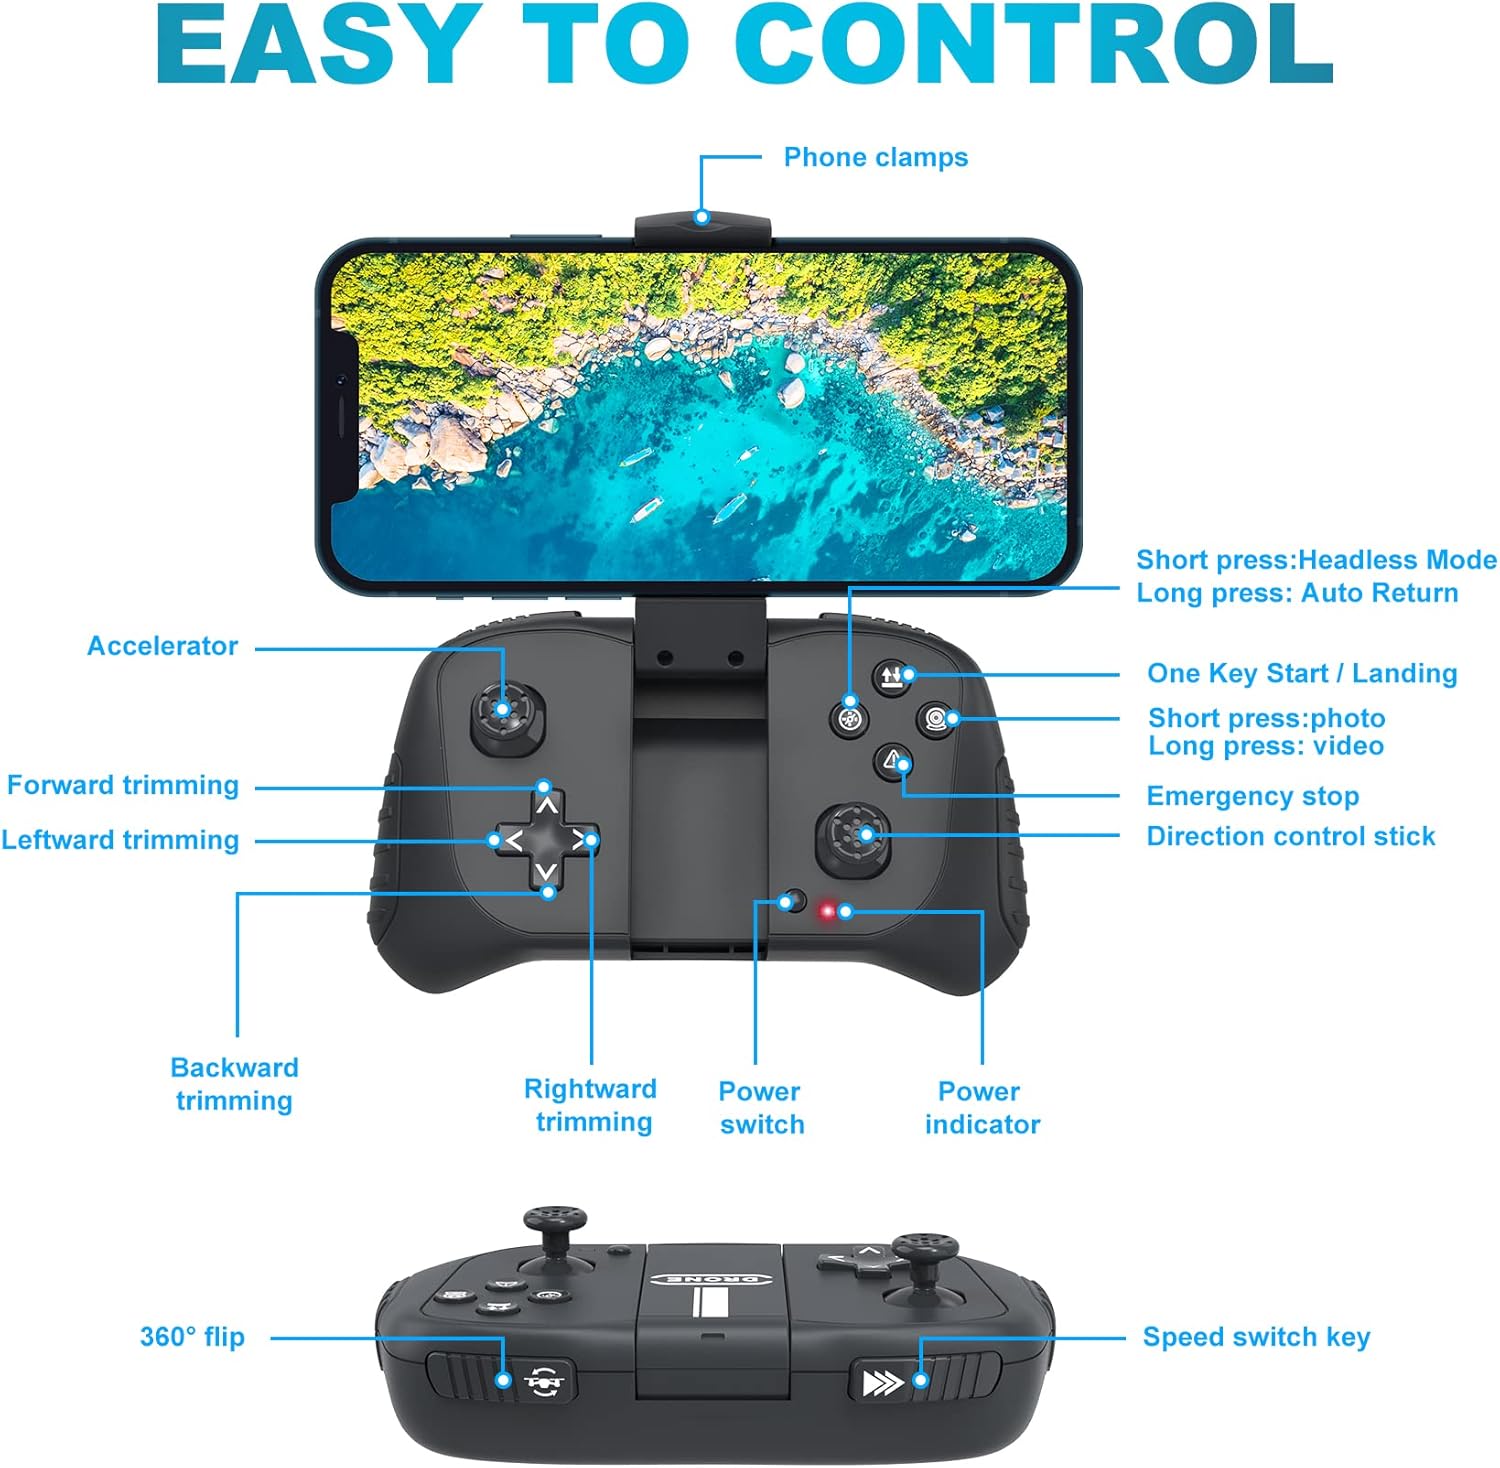 EASY TO CONTROL
Phone clamps
Short press:Headless Mode
Long press: Auto Return
Accelerator
One Key Start / Landing
Short press:photo
Long press: video
Forward trimming
Emergency stop
Leftward trimming
Direction control stick
Backward
trimming
Rightward
trimming
Power
switch
Power
indicator
DRONE
360° flip
Speed switch key